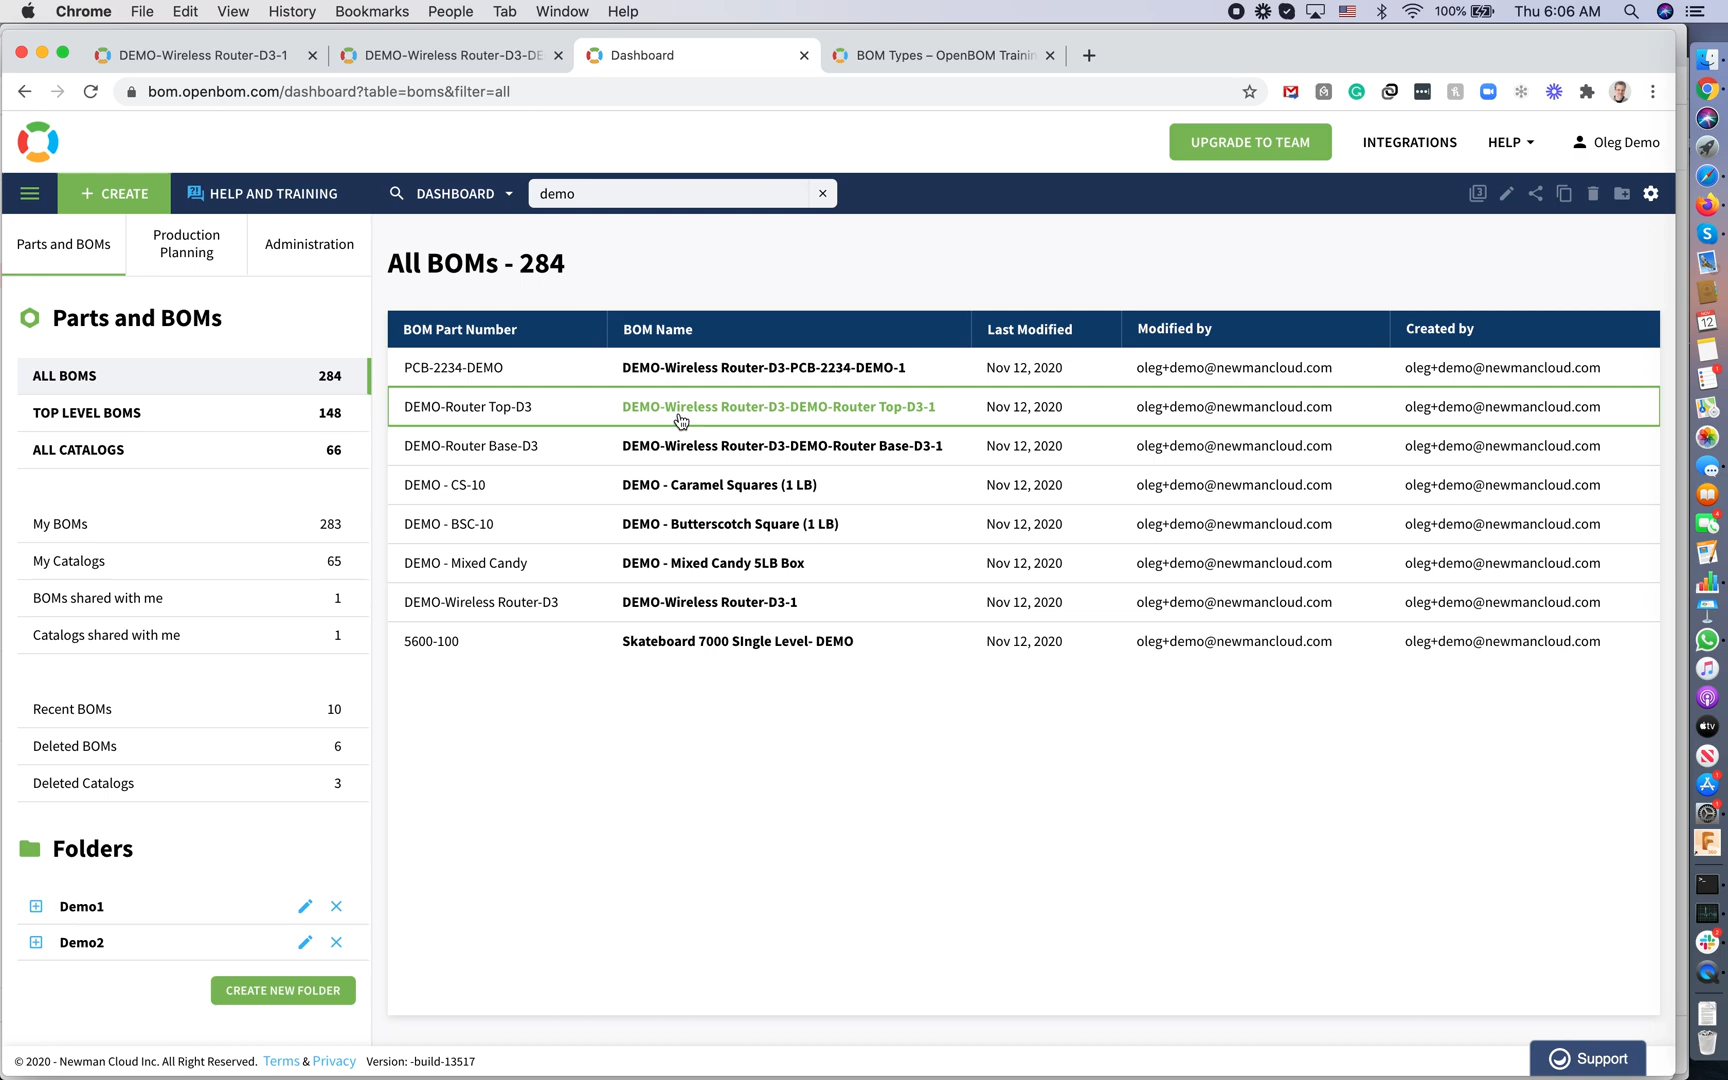 Chrome File Edit View History Bookmarks People Tab Window Help 100% Thu 6:06 AM
DEMO-Wireless Router-D3-1 DEMO-Wireless Router-D3-DE Dashboard BOM Types – OpenBOM Trainin
bom.openbom.com/dashboard?table=boms&filter=all
UPGRADE TO TEAM INTEGRATIONS HELP Oleg Demo
+ CREATE HELP AND TRAINING DASHBOARD demo
Parts and BOMs
Production Planning
Administration
All BOMs - 284
Parts and BOMs
ALL BOMS 284
TOP LEVEL BOMS 148
ALL CATALOGS 66
My BOMs 283
My Catalogs 65
BOMs shared with me 1
Catalogs shared with me 1
Recent BOMs 10
Deleted BOMs 6
Deleted Catalogs 3
Folders
Demo1
Demo2
CREATE NEW FOLDER
BOM Part Number BOM Name Last Modified Modified by Created by
PCB-2234-DEMO DEMO-Wireless Router-D3-PCB-2234-DEMO-1 Nov 12, 2020 oleg+demo@newmancloud.com oleg+demo@newmancloud.com
DEMO-Router Top-D3 DEMO-Wireless Router-D3-DEMO-Router Top-D3-1 Nov 12, 2020 oleg+demo@newmancloud.com oleg+demo@newmancloud.com
DEMO-Router Base-D3 DEMO-Wireless Router-D3-DEMO-Router Base-D3-1 Nov 12, 2020 oleg+demo@newmancloud.com oleg+demo@newmancloud.com
DEMO - CS-10 DEMO - Caramel Squares (1 LB) Nov 12, 2020 oleg+demo@newmancloud.com oleg+demo@newmancloud.com
DEMO - BSC-10 DEMO - Butterscotch Square (1 LB) Nov 12, 2020 oleg+demo@newmancloud.com oleg+demo@newmancloud.com
DEMO - Mixed Candy DEMO - Mixed Candy 5LB Box Nov 12, 2020 oleg+demo@newmancloud.com oleg+demo@newmancloud.com
DEMO-Wireless Router-D3 DEMO-Wireless Router-D3-1 Nov 12, 2020 oleg+demo@newmancloud.com oleg+demo@newmancloud.com
5600-100 Skateboard 7000 SIngle Level- DEMO Nov 12, 2020 oleg+demo@newmancloud.com oleg+demo@newmancloud.com
© 2020 - Newman Cloud Inc. All Right Reserved. Terms & Privacy Version: -build-13517
Support